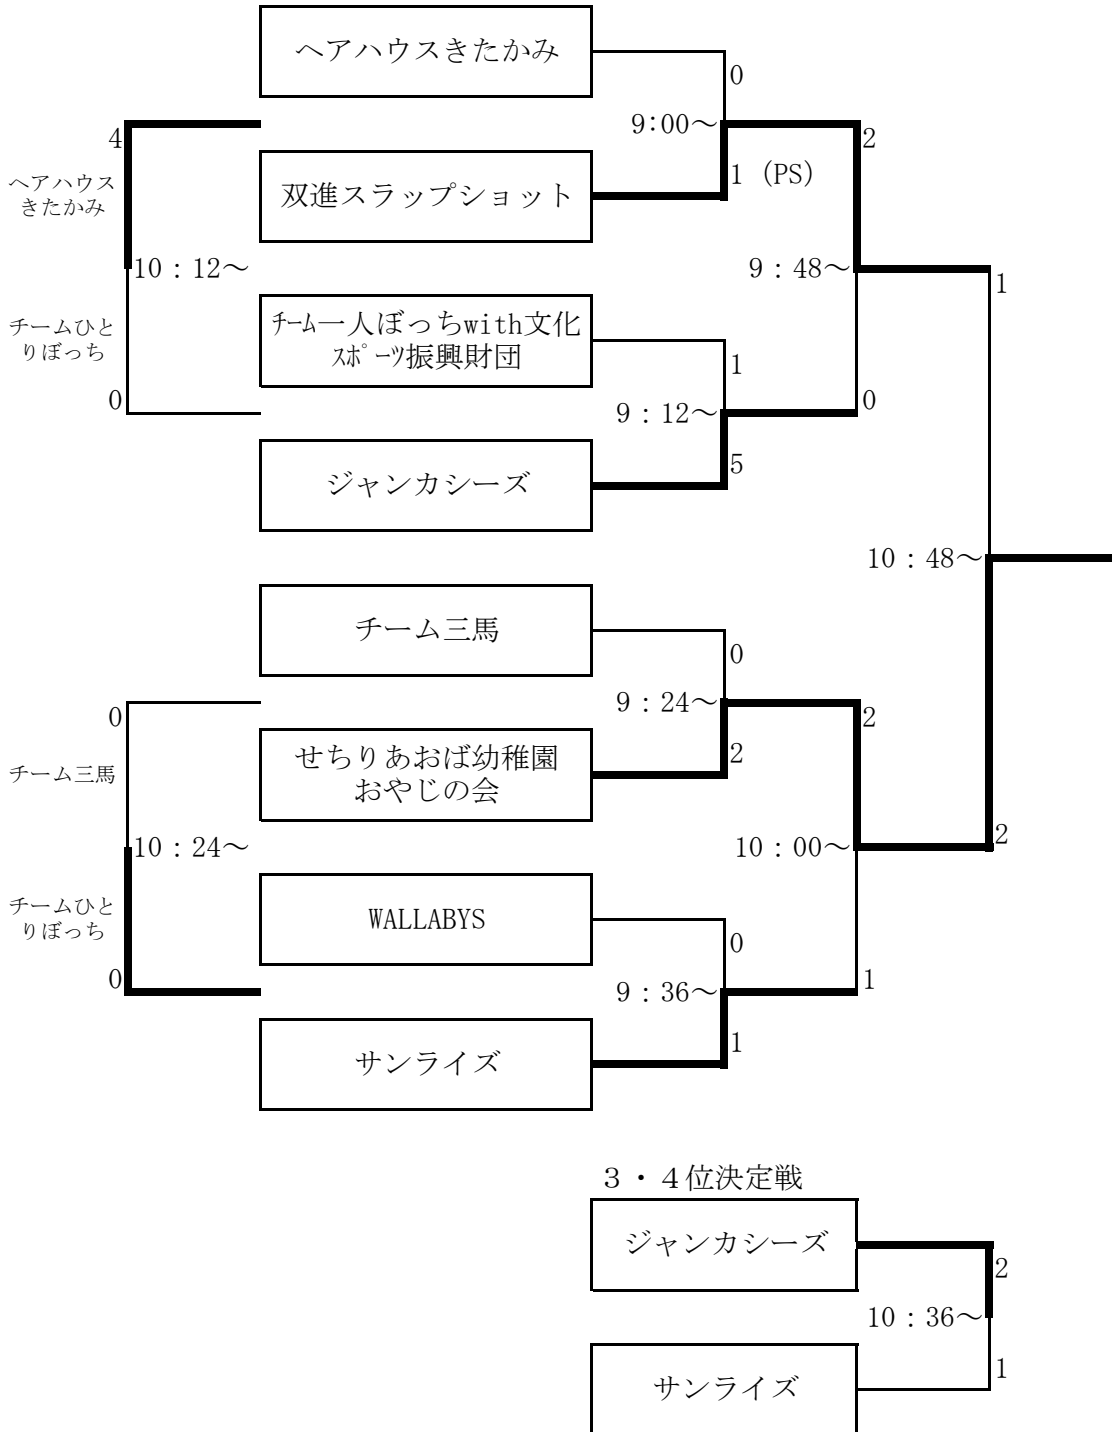 ヘアハウスきたかみ
0
9:00～
4
2
ヘアハウス
きたかみ
双進スラップショット
1 (PS)
10：12～
9：48～
1
チームひと
りぼっち
ﾁｰﾑ一人ぼっちwith文化
ｽﾎﾟｰﾂ振興財団
1
0
9：12～
0
ジャンカシーズ
5
10：48～
チーム三馬
0
9：24～
0
2
チーム三馬
せちりあおば幼稚園
おやじの会
2
10：24～
10：00～
2
チームひと
りぼっち
WALLABYS
0
0
9：36～
1
サンライズ
1
３・４位決定戦
ジャンカシーズ
2
10：36～
サンライズ
1